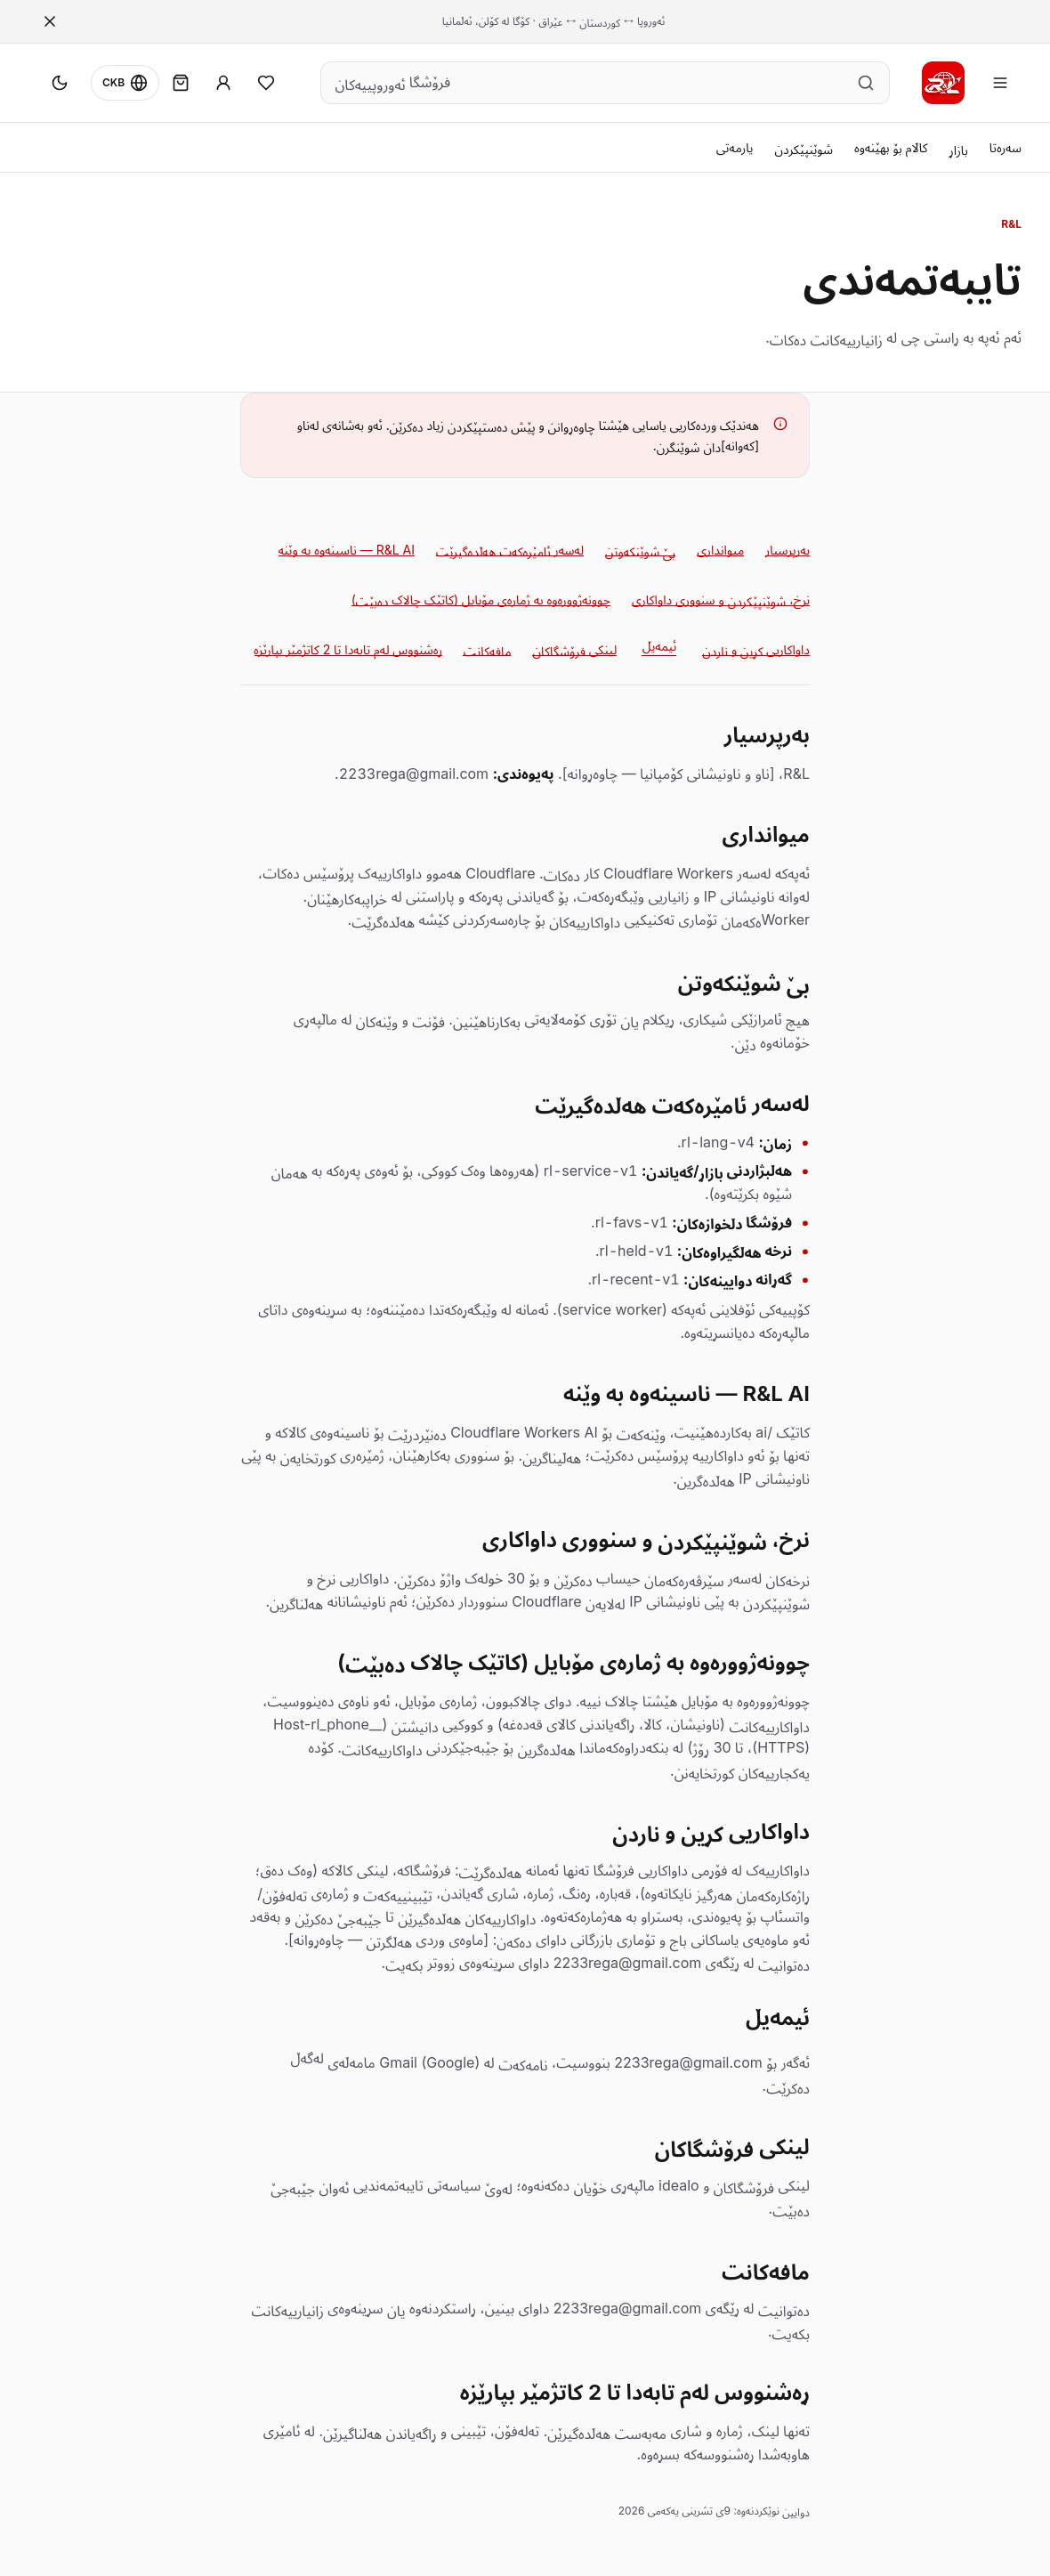 ئەوروپا ↔ کوردستان ↔ عێراق · کۆگا لە کۆلن، ئەڵمانیا
فرۆشگا ئەوروپییەکان
CKB
سەرەتا
بازاڕ
کاڵام بۆ بهێنەوە
شوێنپێکردن
یارمەتی
R&L
تایبەتمەندی
ئەم ئەپە بە ڕاستی چی لە زانیارییەکانت دەکات.
هەندێک وردەکاریی یاسایی هێشتا چاوەڕوانن و پێش دەستپێکردن زیاد دەکرێن. ئەو بەشانەی لەناو
[کەوانە]دان شوێنگرن.
بەرپرسیار
میوانداری
بێ شوێنکەوتن
لەسەر ئامێرەکەت هەڵدەگیرێت
R&L AI — ناسینەوە بە وێنە
نرخ، شوێنپێکردن و سنووری داواکاری
چوونەژوورەوە بە ژمارەی مۆبایل (کاتێک چالاک دەبێت)
داواکاریی کڕین و ناردن
ئیمەیڵ
لینکی فرۆشگاکان
مافەکانت
ڕەشنووس لەم تابەدا تا 2 کاتژمێر بپارێزە
بەرپرسیار
R&L، [ناو و ناونیشانی کۆمپانیا — چاوەڕوانە]. پەیوەندی: 2233rega@gmail.com.
میوانداری
ئەپەکە لەسەر Cloudflare Workers کار دەکات. Cloudflare هەموو داواکارییەک پرۆسێس دەکات،
لەوانە ناونیشانی IP و زانیاریی وێبگەڕەکەت، بۆ گەیاندنی پەڕەکە و پاراستنی لە خراپبەکارهێنان.
Workerەکەمان تۆماری تەکنیکیی داواکارییەکان بۆ چارەسەرکردنی کێشە هەڵدەگرێت.
بێ شوێنکەوتن
هیچ ئامرازێکی شیکاری، ڕیکلام یان تۆڕی کۆمەڵایەتی بەکارناهێنین. فۆنت و وێنەکان لە ماڵپەڕی
خۆمانەوە دێن.
لەسەر ئامێرەکەت هەڵدەگیرێت
زمان: rl-lang-v4.
هەڵبژاردنی بازاڕ/گەیاندن: rl-service-v1 (هەروەها وەک کووکی، بۆ ئەوەی پەڕەکە بە هەمان
شێوە بکرێتەوە).
فرۆشگا دڵخوازەکان: rl-favs-v1.
نرخە هەڵگیراوەکان: rl-held-v1.
گەڕانە دوایینەکان: rl-recent-v1.
کۆپییەکی ئۆفلاینی ئەپەکە (service worker). ئەمانە لە وێبگەڕەکەتدا دەمێننەوە؛ بە سڕینەوەی داتای
ماڵپەڕەکە دەیانسڕیتەوە.
R&L AI — ناسینەوە بە وێنە
کاتێک /ai بەکاردەهێنیت، وێنەکەت بۆ Cloudflare Workers AI دەنێردرێت بۆ ناسینەوەی کاڵاکە و
تەنها بۆ ئەو داواکارییە پرۆسێس دەکرێت؛ هەڵیناگرین. بۆ سنووری بەکارهێنان، ژمێرەری کورتخایەن بە پێی
ناونیشانی IP هەڵدەگرین.
نرخ، شوێنپێکردن و سنووری داواکاری
نرخەکان لەسەر سێرڤەرەکەمان حیساب دەکرێن و بۆ 30 خولەک واژۆ دەکرێن. داواکاریی نرخ و
شوێنپێکردن بە پێی ناونیشانی IP لەلایەن Cloudflare سنووردار دەکرێن؛ ئەم ناونیشانانە هەڵناگرین.
چوونەژوورەوە بە ژمارەی مۆبایل (کاتێک چالاک دەبێت)
چوونەژوورەوە بە مۆبایل هێشتا چالاک نییە. دوای چالاکبوون، ژمارەی مۆبایل، ئەو ناوەی دەینووسیت،
داواکارییەکانت (ناونیشان، کاڵا، ڕاگەیاندنی کاڵای قەدەغە) و کووکیی دانیشتن (__Host-rl_phone
(HTTPS)، تا 30 ڕۆژ) لە بنکەدراوەکەماندا هەڵدەگرین بۆ جێبەجێکردنی داواکارییەکانت. کۆدە
یەکجارییەکان کورتخایەنن.
داواکاریی کڕین و ناردن
داواکارییەک لە فۆڕمی داواکاریی فرۆشگا تەنها ئەمانە هەڵدەگرێت: فرۆشگاکە، لینکی کاڵاکە (وەک دەق؛
ڕاژەکارەکەمان هەرگیز نایکاتەوە)، قەبارە، ڕەنگ، ژمارە، شاری گەیاندن، تێبینییەکەت و ژمارەی تەلەفۆن/
واتسئاپ بۆ پەیوەندی، بەستراو بە هەژمارەکەتەوە. داواکارییەکان هەڵدەگیرێن تا جێبەجێ دەکرێن و بەقەد
ئەو ماوەیەی یاساکانی باج و تۆماری بازرگانی داوای دەکەن: [ماوەی وردی هەڵگرتن — چاوەڕوانە].
دەتوانیت لە ڕێگەی 2233rega@gmail.com داوای سڕینەوەی زووتر بکەیت.
ئیمەیڵ
ئەگەر بۆ 2233rega@gmail.com بنووسیت، نامەکەت لە Gmail (Google) مامەڵەی لەگەڵ
دەکرێت.
لینکی فرۆشگاکان
لینکی فرۆشگاکان و idealo ماڵپەڕی خۆیان دەکەنەوە؛ لەوێ سیاسەتی تایبەتمەندیی ئەوان جێبەجێ
دەبێت.
مافەکانت
دەتوانیت لە ڕێگەی 2233rega@gmail.com داوای بینین، ڕاستکردنەوە یان سڕینەوەی زانیارییەکانت
بکەیت.
ڕەشنووس لەم تابەدا تا 2 کاتژمێر بپارێزە
تەنها لینک، ژمارە و شاری مەبەست هەڵدەگیرێن. تەلەفۆن، تێبینی و ڕاگەیاندن هەڵناگیرێن. لە ئامێری
هاوبەشدا ڕەشنووسەکە بسڕەوە.
دوایین نوێکردنەوە: 9ی تشرینی یەکەمی 2026